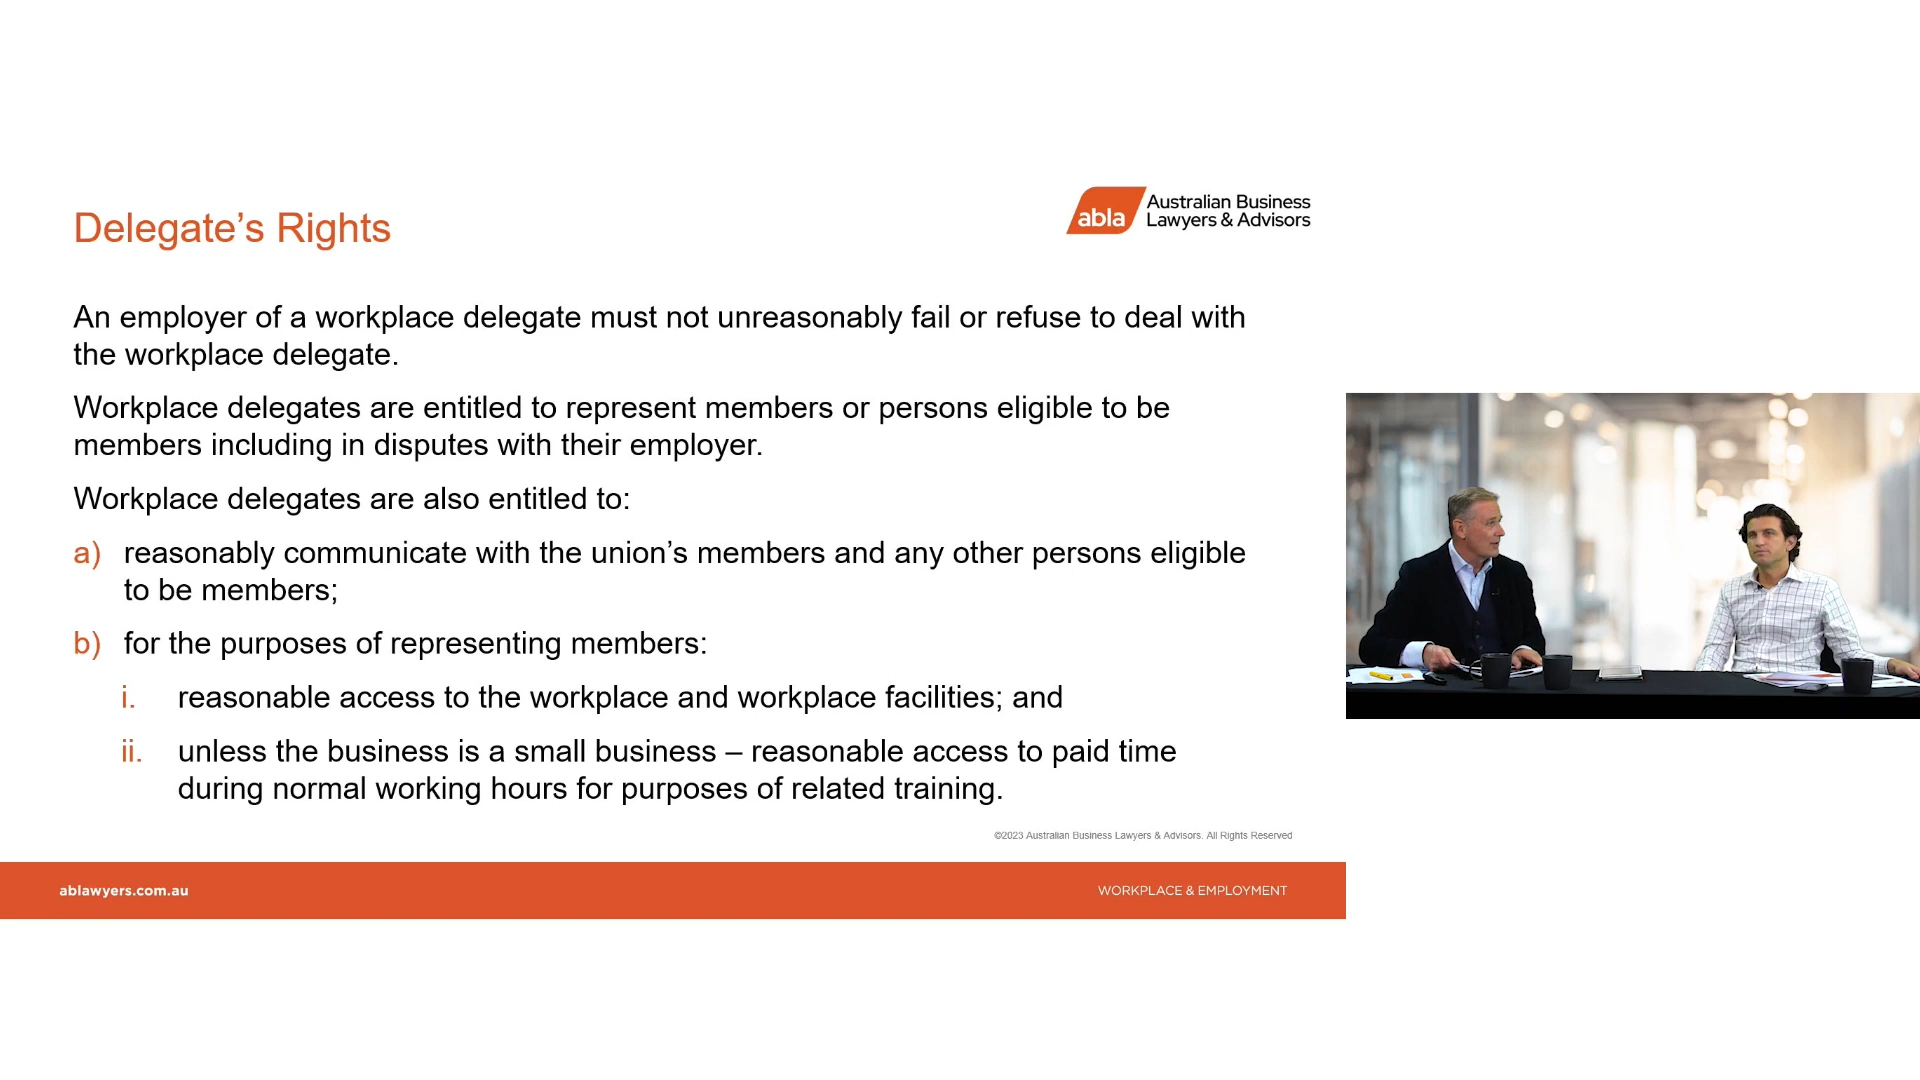 Delegate’s Rights
abla
Australian Business
Lawyers & Advisors
An employer of a workplace delegate must not unreasonably fail or refuse to deal with
the workplace delegate.
Workplace delegates are entitled to represent members or persons eligible to be
members including in disputes with their employer.
Workplace delegates are also entitled to:
a) reasonably communicate with the union’s members and any other persons eligible
to be members;
b) for the purposes of representing members:
i. reasonable access to the workplace and workplace facilities; and
ii. unless the business is a small business – reasonable access to paid time
during normal working hours for purposes of related training.
©2023 Australian Business Lawyers & Advisors. All Rights Reserved
ablawyers.com.au
WORKPLACE & EMPLOYMENT